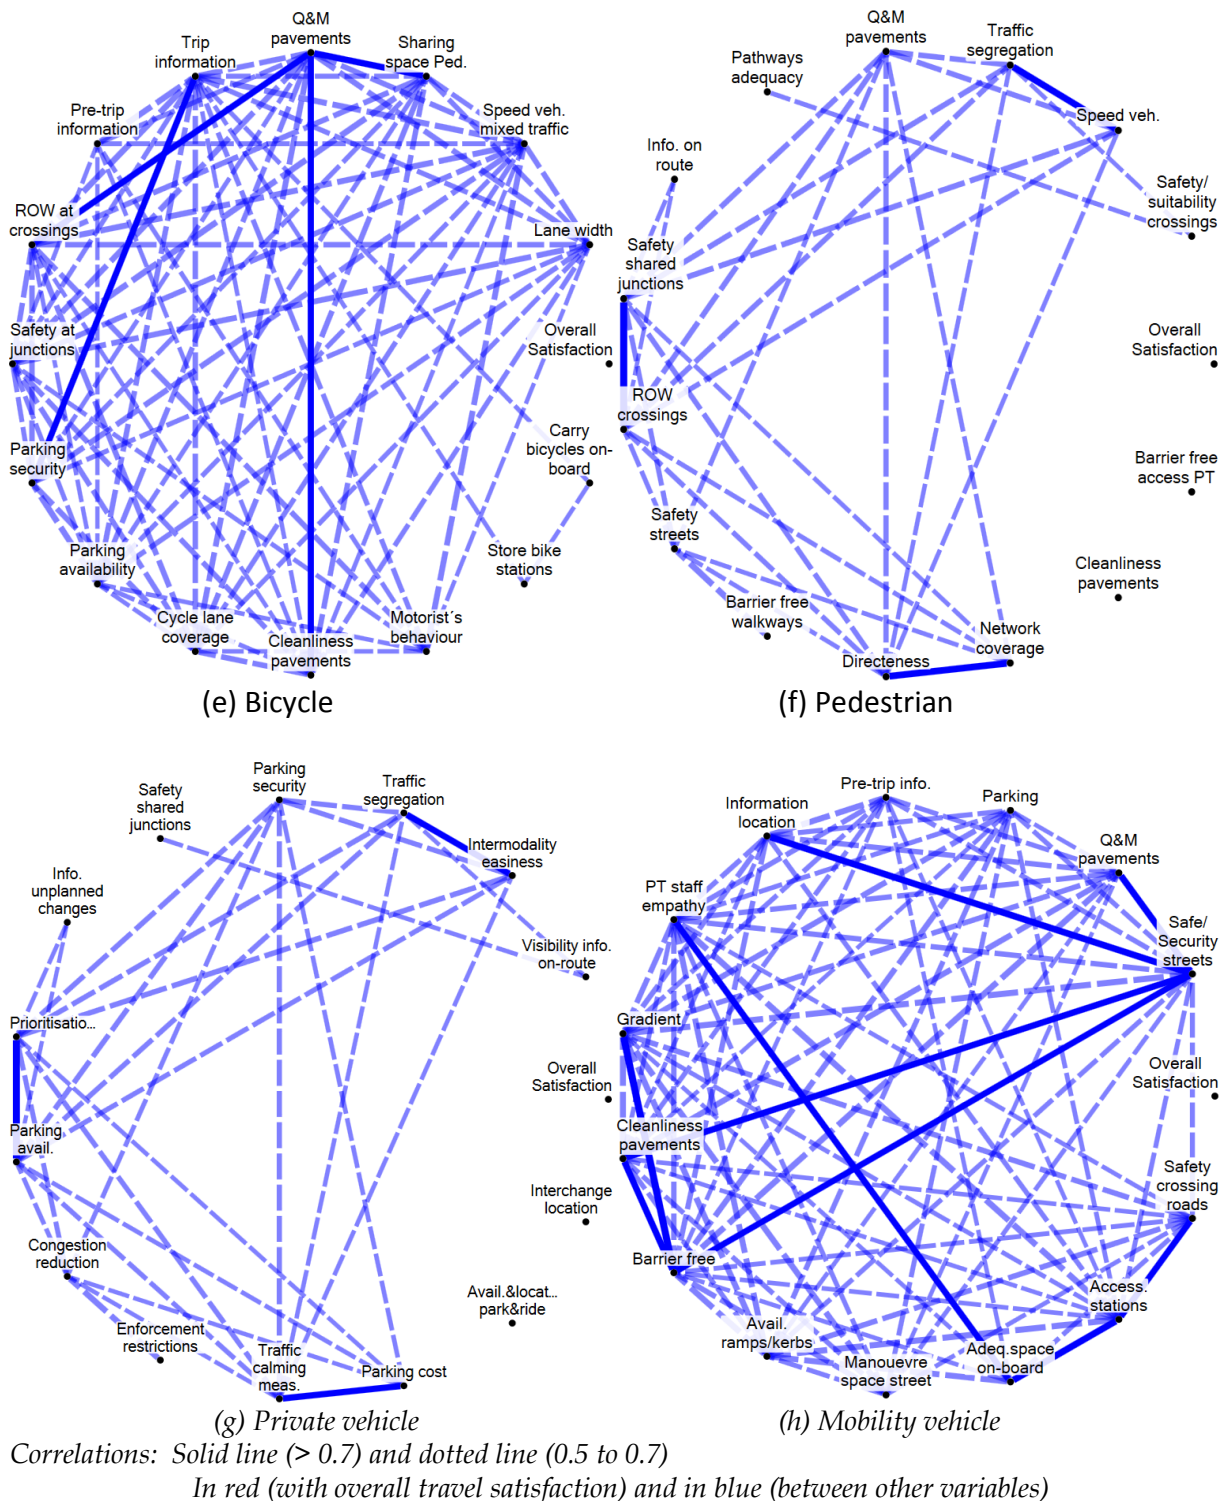 Q&M
pavements
Trip
information
Sharing
space Ped.
Pre-trip
information
Speed veh.
mixed traffic
ROW at
crossings
Lane width
Safety at
junctions
Overall
Satisfaction
Parking
security
Carry
bicycles on-
board
Parking
availability
Store bike
stations
Cycle lane
coverage
Cleanliness
pavements
Motorist´s
behaviour
(e) Bicycle
Q&M
pavements
Traffic
segregation
Pathways
adequacy
Speed veh.
Info. on
route
Safety/
suitability
crossings
Safety
shared
junctions
Overall
Satisfaction
ROW
crossings
Barrier free
access PT
Safety
streets
Cleanliness
pavements
Barrier free
walkways
Directeness
Network
coverage
(f) Pedestrian
Parking
security
Traffic
segregation
Safety
shared
junctions
Intermodality
easiness
Info.
unplanned
changes
Visibility info.
on-route
Prioritisatio...
Overall
Satisfaction
Parking
avail.
Interchange
location
Congestion
reduction
Avail.&locat...
park&ride
Enforcement
restrictions
Traffic
calming
meas.
Parking cost
(g) Private vehicle
Pre-trip info.
Information
location
Parking
Q&M
pavements
PT staff
empathy
Safe/
Security
streets
Gradient
Overall
Satisfaction
Cleanliness
pavements
Safety
crossing
roads
Barrier free
Access.
stations
Avail.
ramps/kerbs
Manouevre
space street
Adeq.space
on-board
(h) Mobility vehicle
Correlations: Solid line (> 0.7) and dotted line (0.5 to 0.7)
In red (with overall travel satisfaction) and in blue (between other variables)